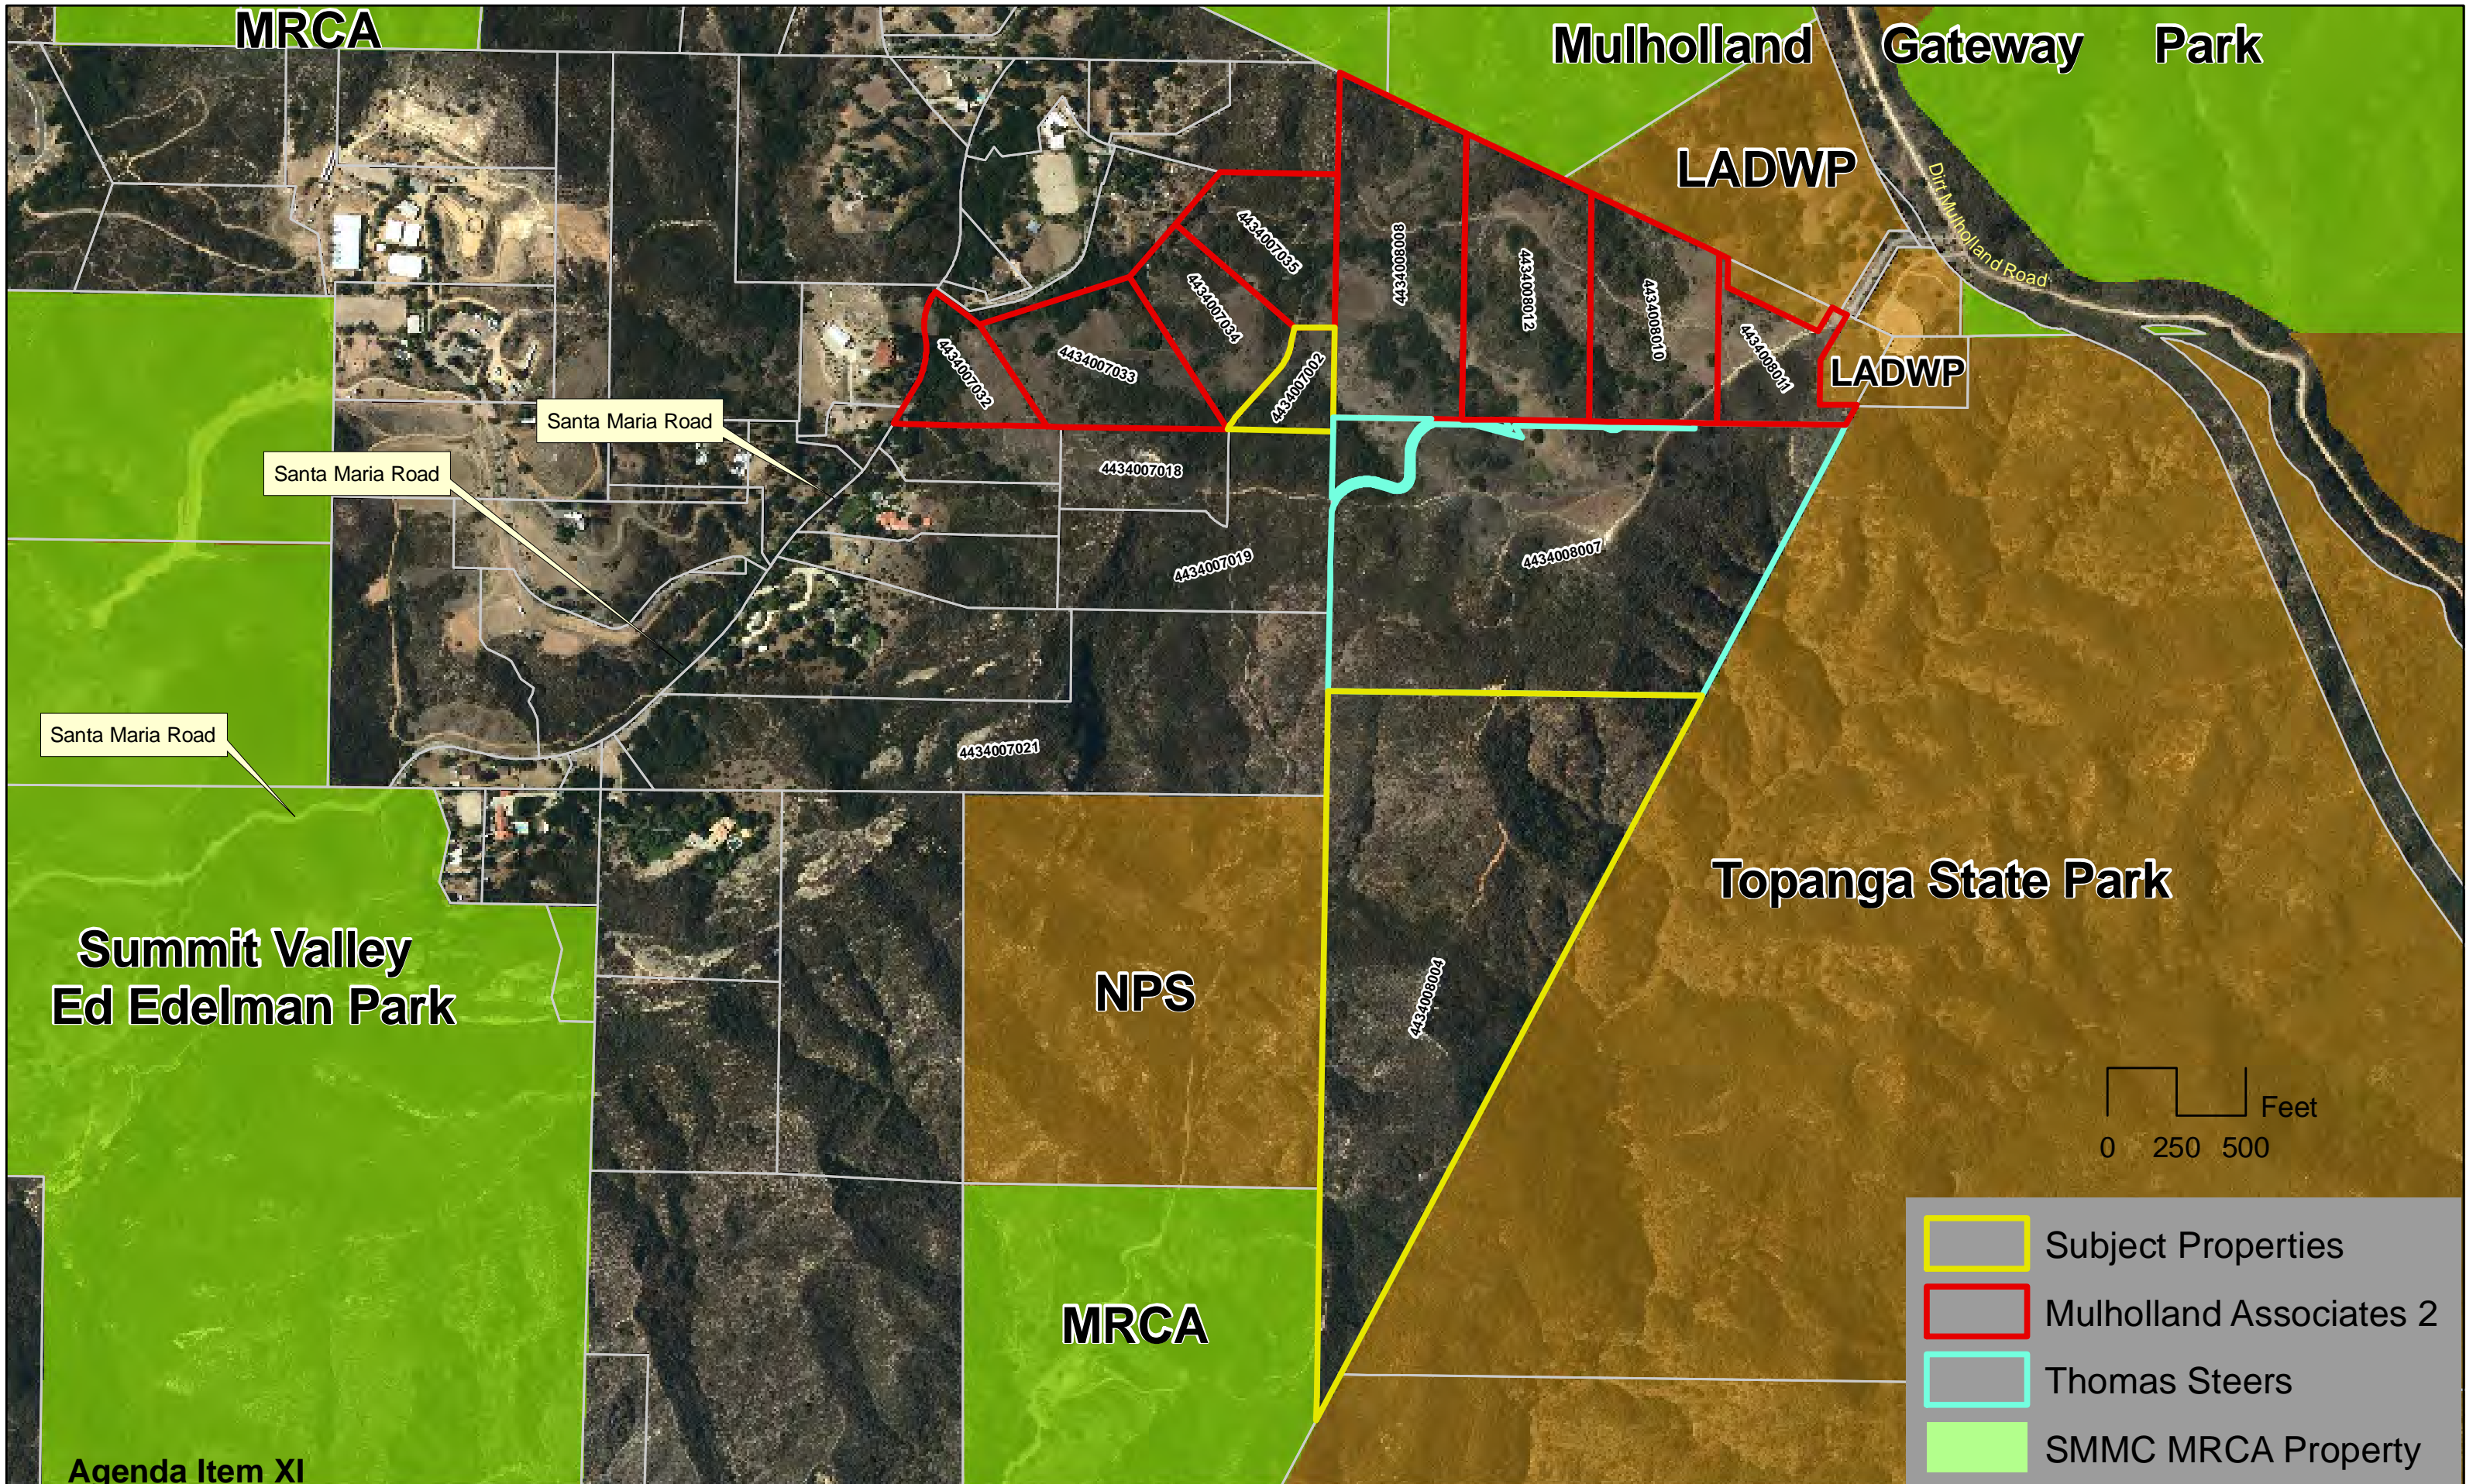 MRCA
Mulholland Gateway Park
LADWP
Dirt Mulholland Road
4434007035
4434008008
4434007034
4434008012
4434008010
4434008011
LADWP
4434007032
4434007033
4434007002
Santa Maria Road
Santa Maria Road
4434007018
4434007019
4434008007
Santa Maria Road
4434007021
Topanga State Park
Summit Valley
Ed Edelman Park
NPS
4434008004
Feet
0 250 500
MRCA
Subject Properties
Mulholland Associates 2
Thomas Steers
SMMC MRCA Property
Agenda Item XI